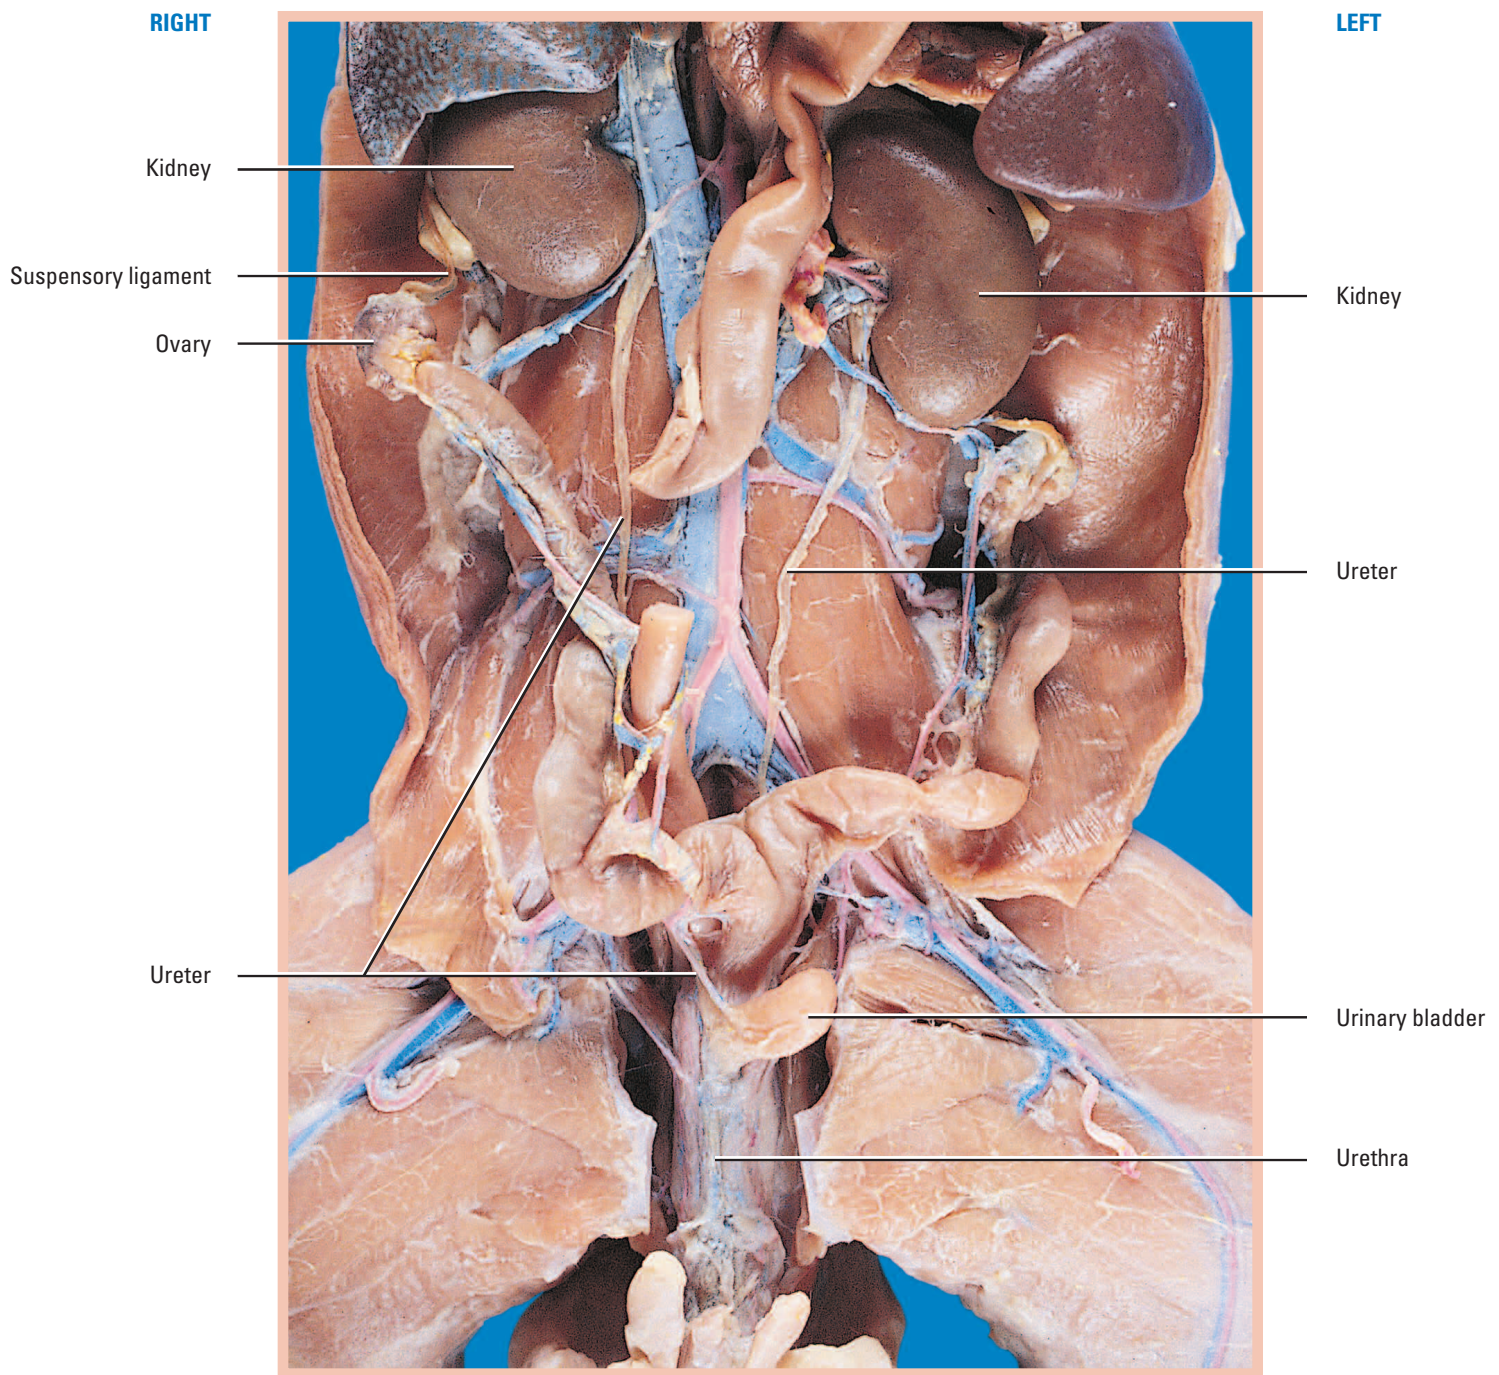 RIGHT
LEFT
Kidney
Suspensory ligament
Kidney
Ovary
Ureter
Ureter
Urinary bladder
Urethra